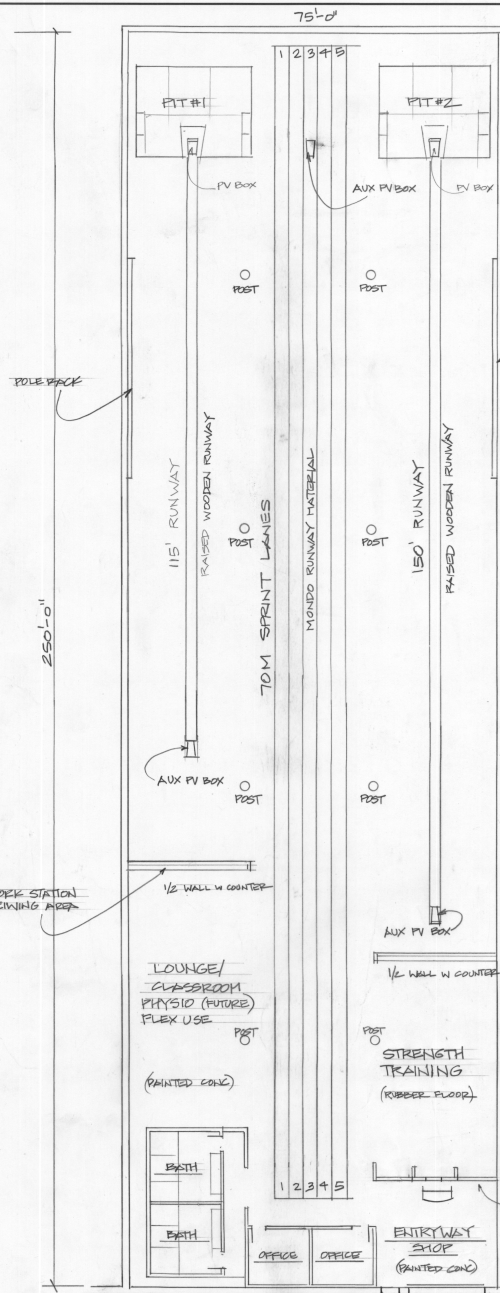 75'-0"
1 2 3 4 5
PIT #1
PIT #2
PV BOX
AUX PV BOX
PV BOX
POST
POST
POLE RACK
115' RUNWAY
RAISED WOODEN RUNWAY
70M SPRINT LANES
MONDO RUNWAY MATERIAL
150' RUNWAY
RAISED WOODEN RUNWAY
POST
POST
250'-0"
AUX PV BOX
POST
POST
1/2 WALL W COUNTER
AUX PV BOX
1/2 WALL W COUNTER
STATION
AREA
LOUNGE/
CLASSROOM
PHYSIO (FUTURE)
FLEX USE
POST
POST
(PAINTED CONC)
STRENGTH
TRAINING
(RUBBER FLOOR)
BATH
BATH
1 2 3 4 5
OFFICE
OFFICE
ENTRYWAY
SHOP
(PAINTED CONC)